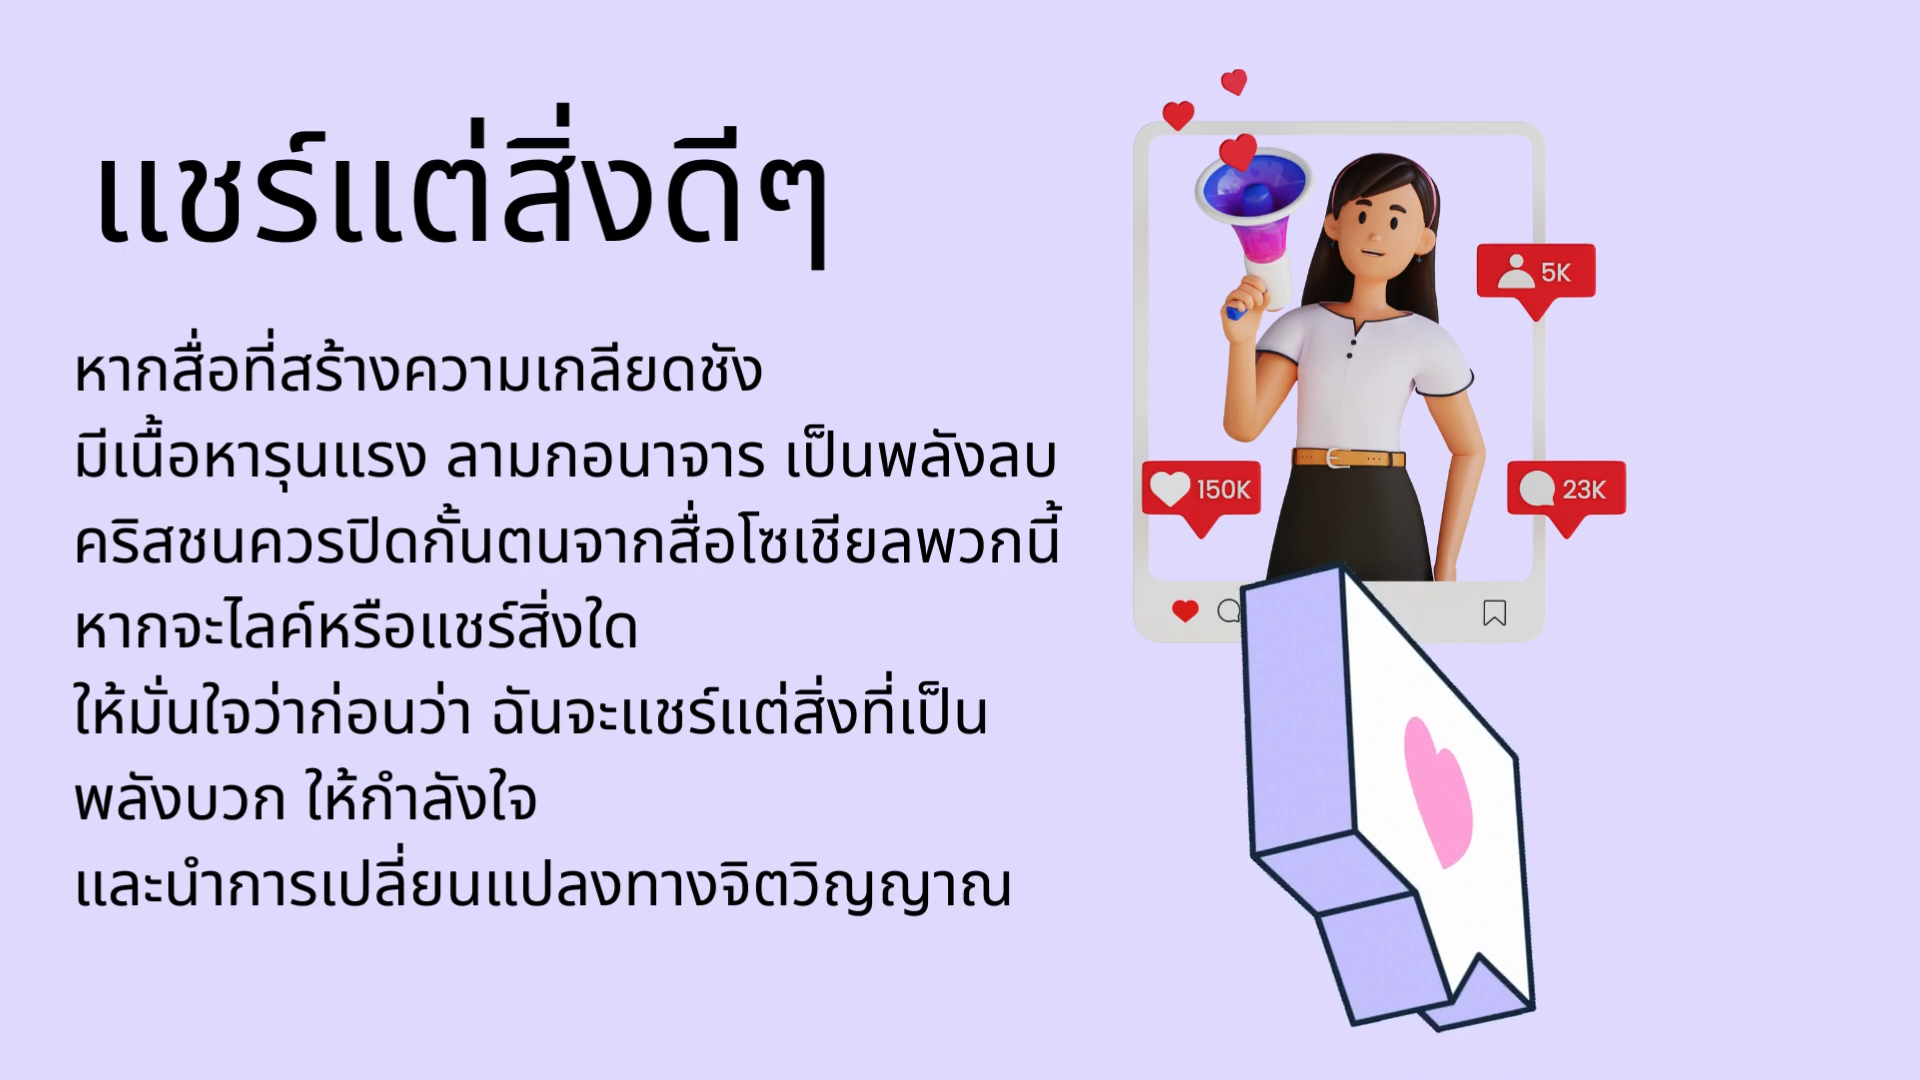 แชร์แต่สิ่งดีๆ
หากสื่อที่สร้างความเกลียดชัง
มีเนื้อหารุนแรง ลามกอนาจาร เป็นพลังลบ
คริสชนควรปิดกั้นตนจากสื่อโซเชียลพวกนี้
หากจะไลค์หรือแชร์สิ่งใด
ให้มั่นใจว่าก่อนว่า ฉันจะแชร์แต่สิ่งที่เป็น
พลังบวก ให้กำลังใจ
และนำการเปลี่ยนแปลงทางจิตวิญญาณ
5K
150K
23K